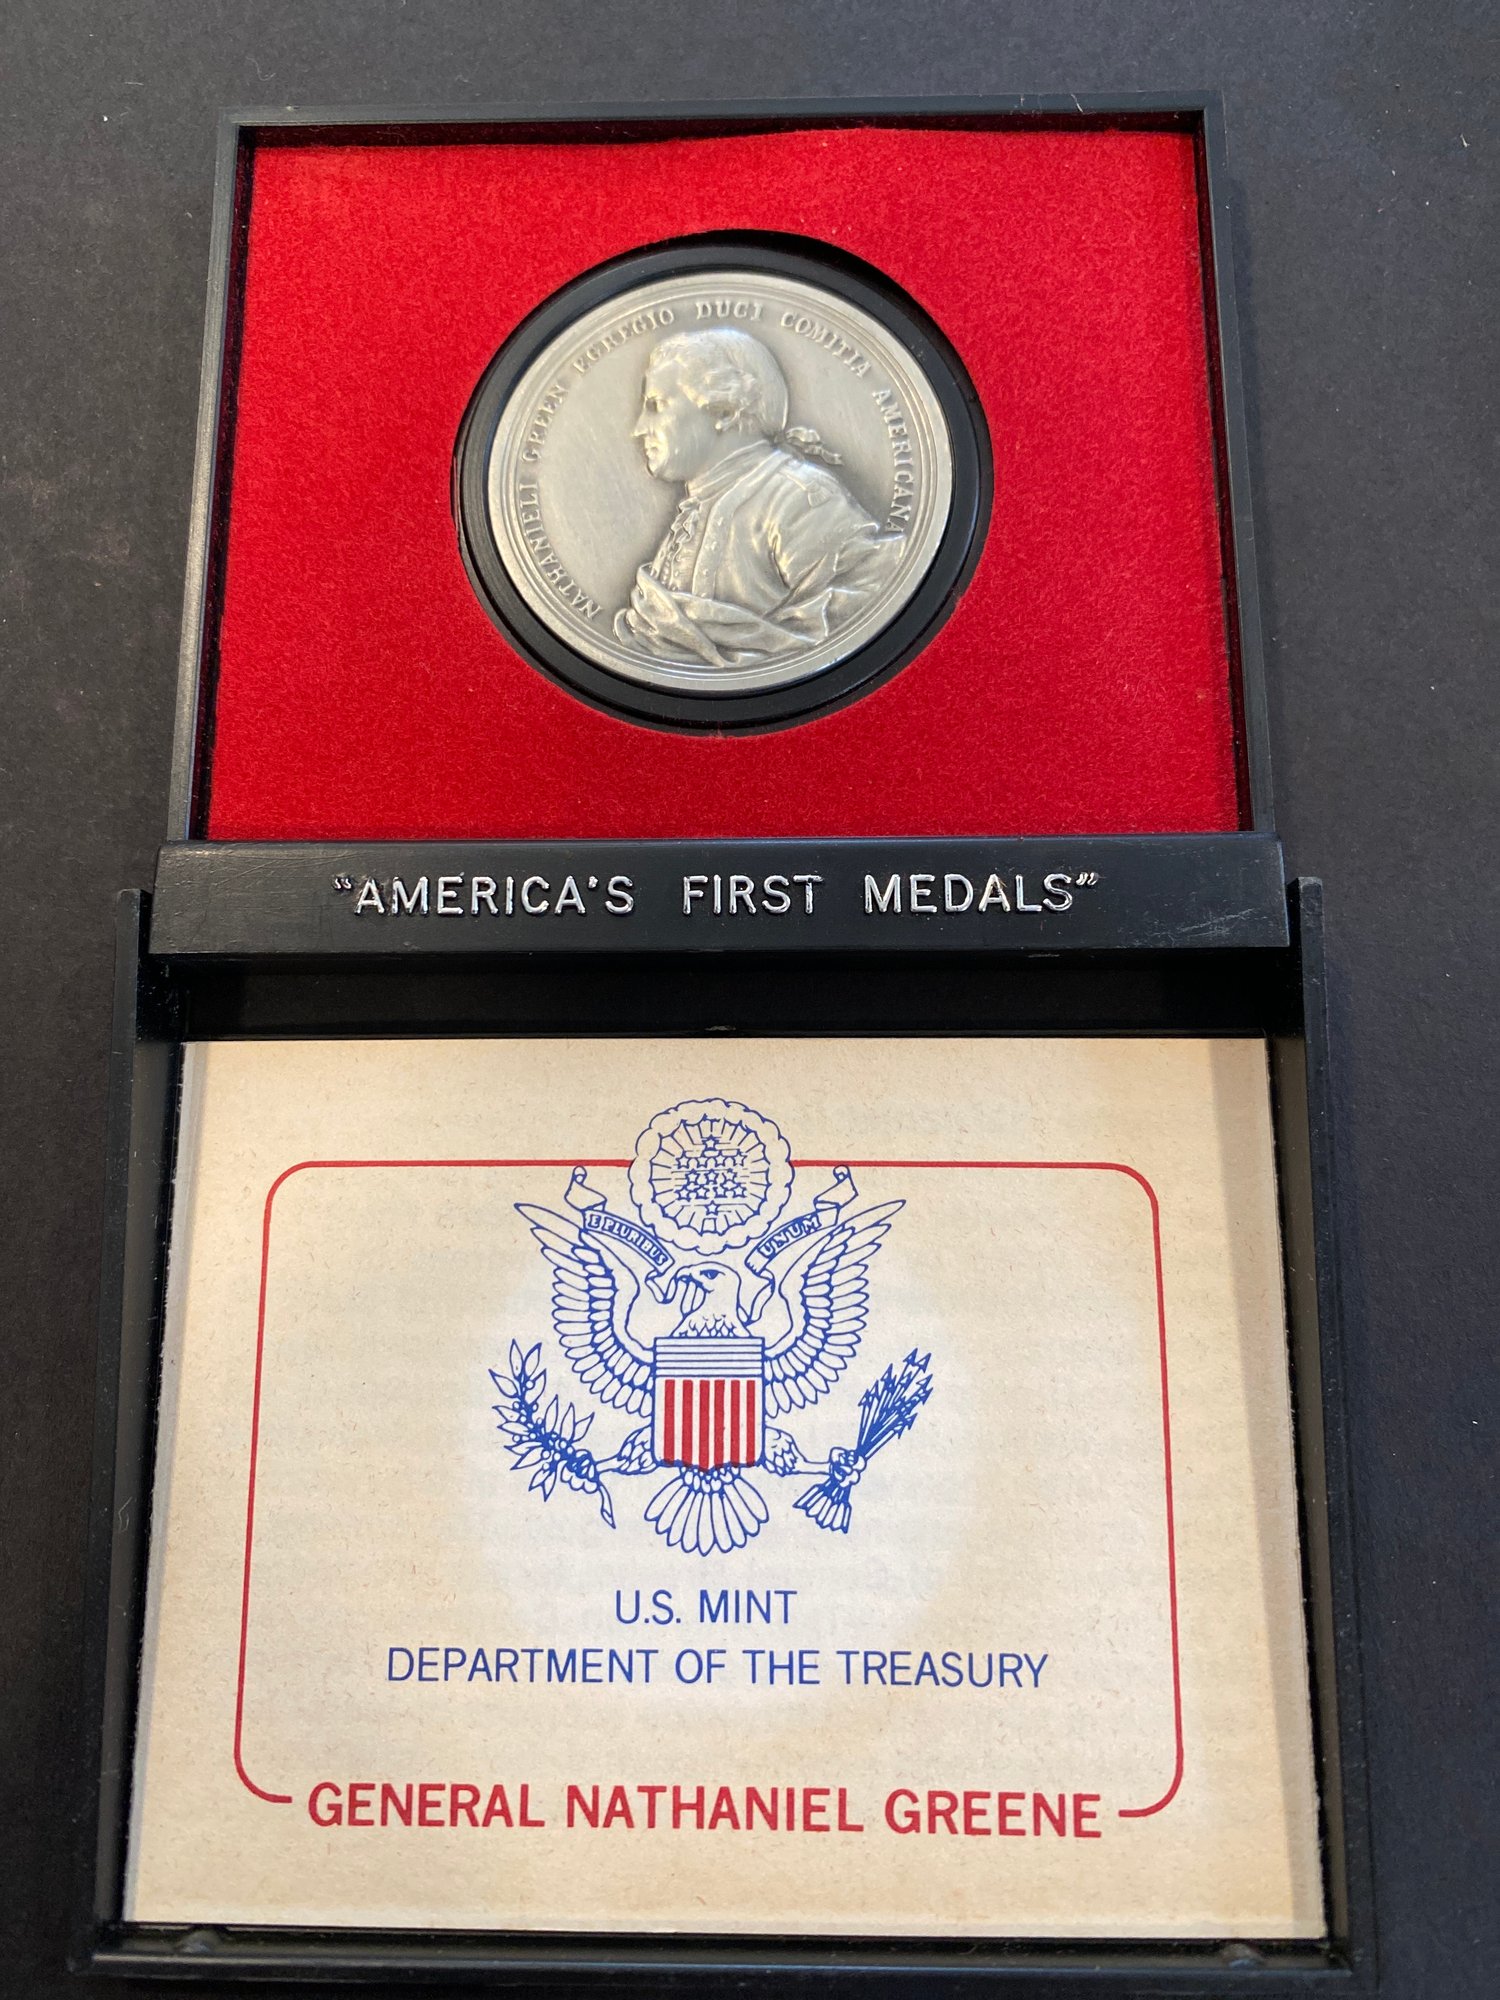 NATHANIELI GREEN EGREGIO DUCI COMITIA AMERICANA
"AMERICA'S FIRST MEDALS"
E PLURIBUS UNUM
U.S. MINT
DEPARTMENT OF THE TREASURY
GENERAL NATHANIEL GREENE